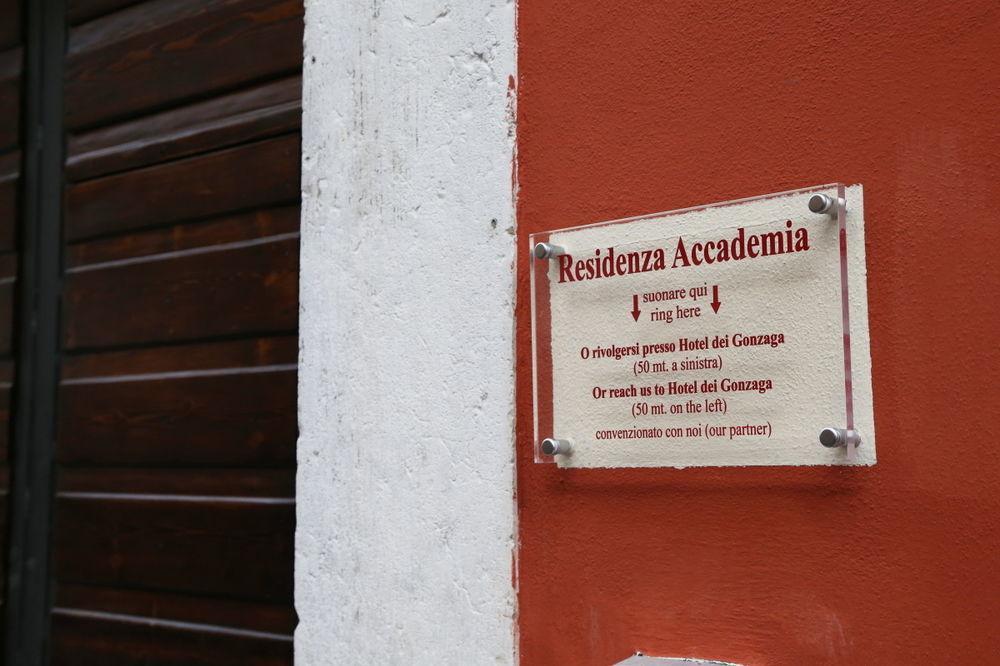 Residenza Accademia
suonare qui
ring here
O rivolgersi presso Hotel dei Gonzaga
(50 mt. a sinistra)
Or reach us to Hotel dei Gonzaga
(50 mt. on the left)
convenzionato con noi (our partner)